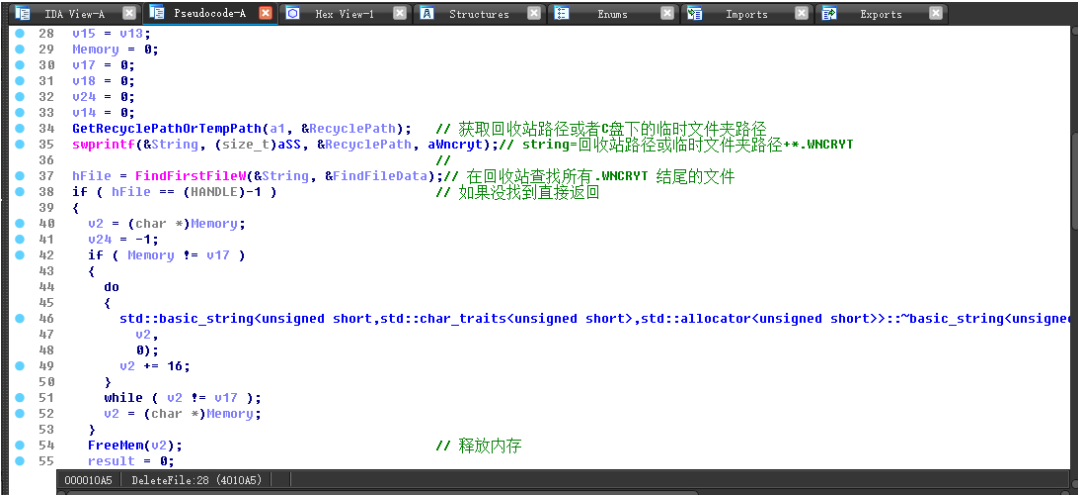 IDA View-A Pseudocode-A Hex View-1 Structures Enums Imports Exports
28 v15 = v13;
29 Memory = 0;
30 v17 = 0;
31 v18 = 0;
32 v24 = 0;
33 v14 = 0;
34 GetRecyclePathOrTempPath(a1, &RecyclePath); // 获取回收站路径或者C盘下的临时文件夹路径
35 swprintf(&String, (size_t)aSS, &RecyclePath, aWncryt);// string=回收站路径或临时文件夹路径+*.WNCRYT
36 //
37 hFile = FindFirstFileW(&String, &FindFileData);// 在回收站查找所有.WNCRYT 结尾的文件
38 if ( hFile == (HANDLE)-1 ) // 如果没找到直接返回
39 {
40 v2 = (char *)Memory;
41 v24 = -1;
42 if ( Memory != v17 )
43 {
44 do
45 {
46 std::basic_string<unsigned short,std::char_traits<unsigned short>,std::allocator<unsigned short>>::~basic_string<unsigne
47 v2,
48 0);
49 v2 += 16;
50 }
51 while ( v2 != v17 );
52 v2 = (char *)Memory;
53 }
54 FreeMem(v2); // 释放内存
55 result = 0;
000010A5 DeleteFile:28 (4010A5)